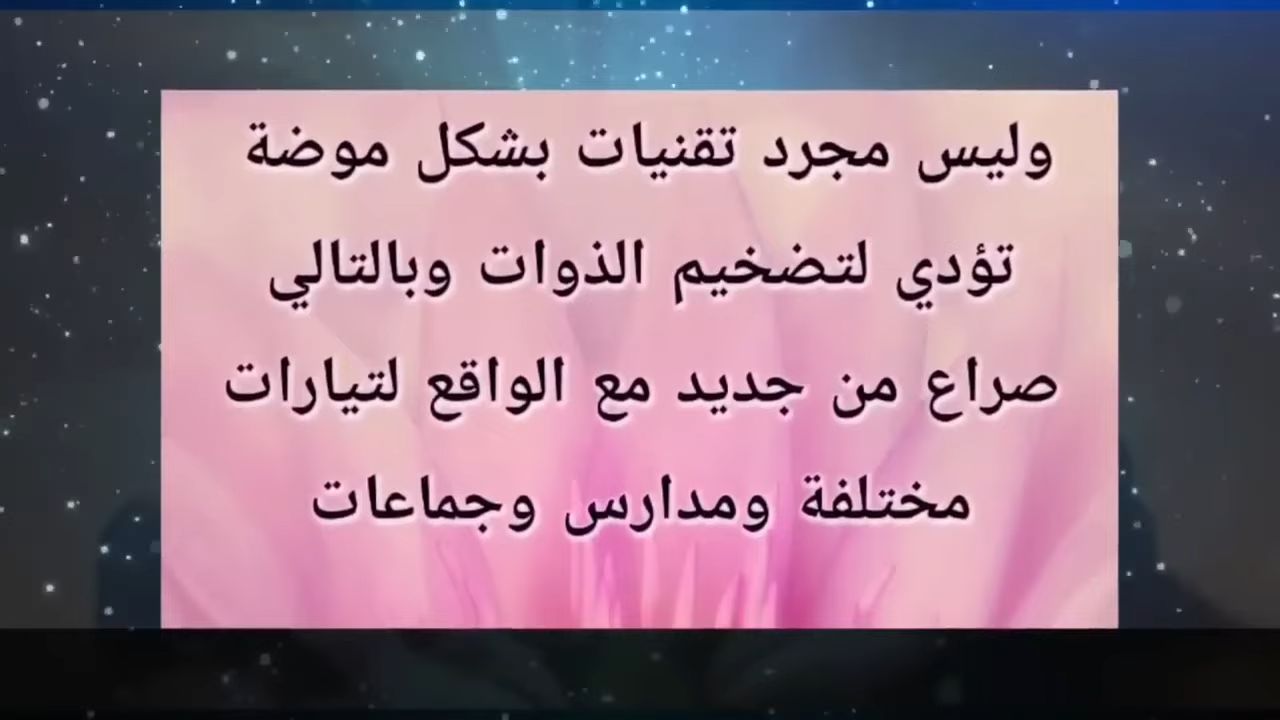 وليس مجرد تقنيات بشكل موضة
تؤدي لتضخيم الذوات وبالتالي
صراع من جديد مع الواقع لتيارات
مختلفة ومدارس وجماعات